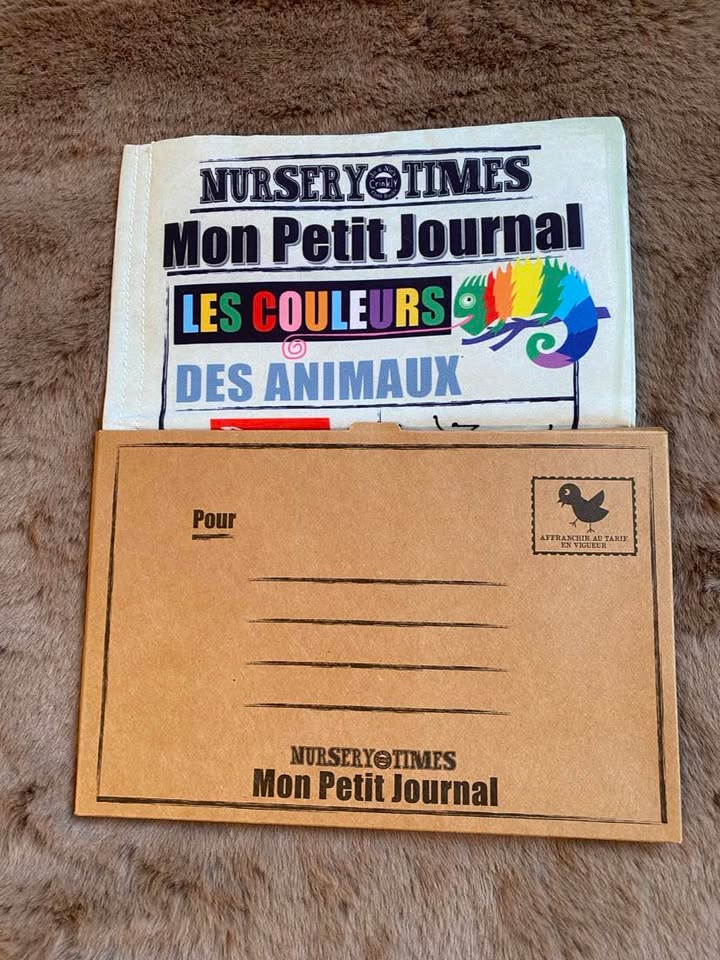 NURSERY TIMES
Crinkly
Mon Petit Journal
LES COULEURS
DES ANIMAUX
Pour
AFFRANCHIR AU TARIF
EN VIGUEUR
NURSERY TIMES
Mon Petit Journal